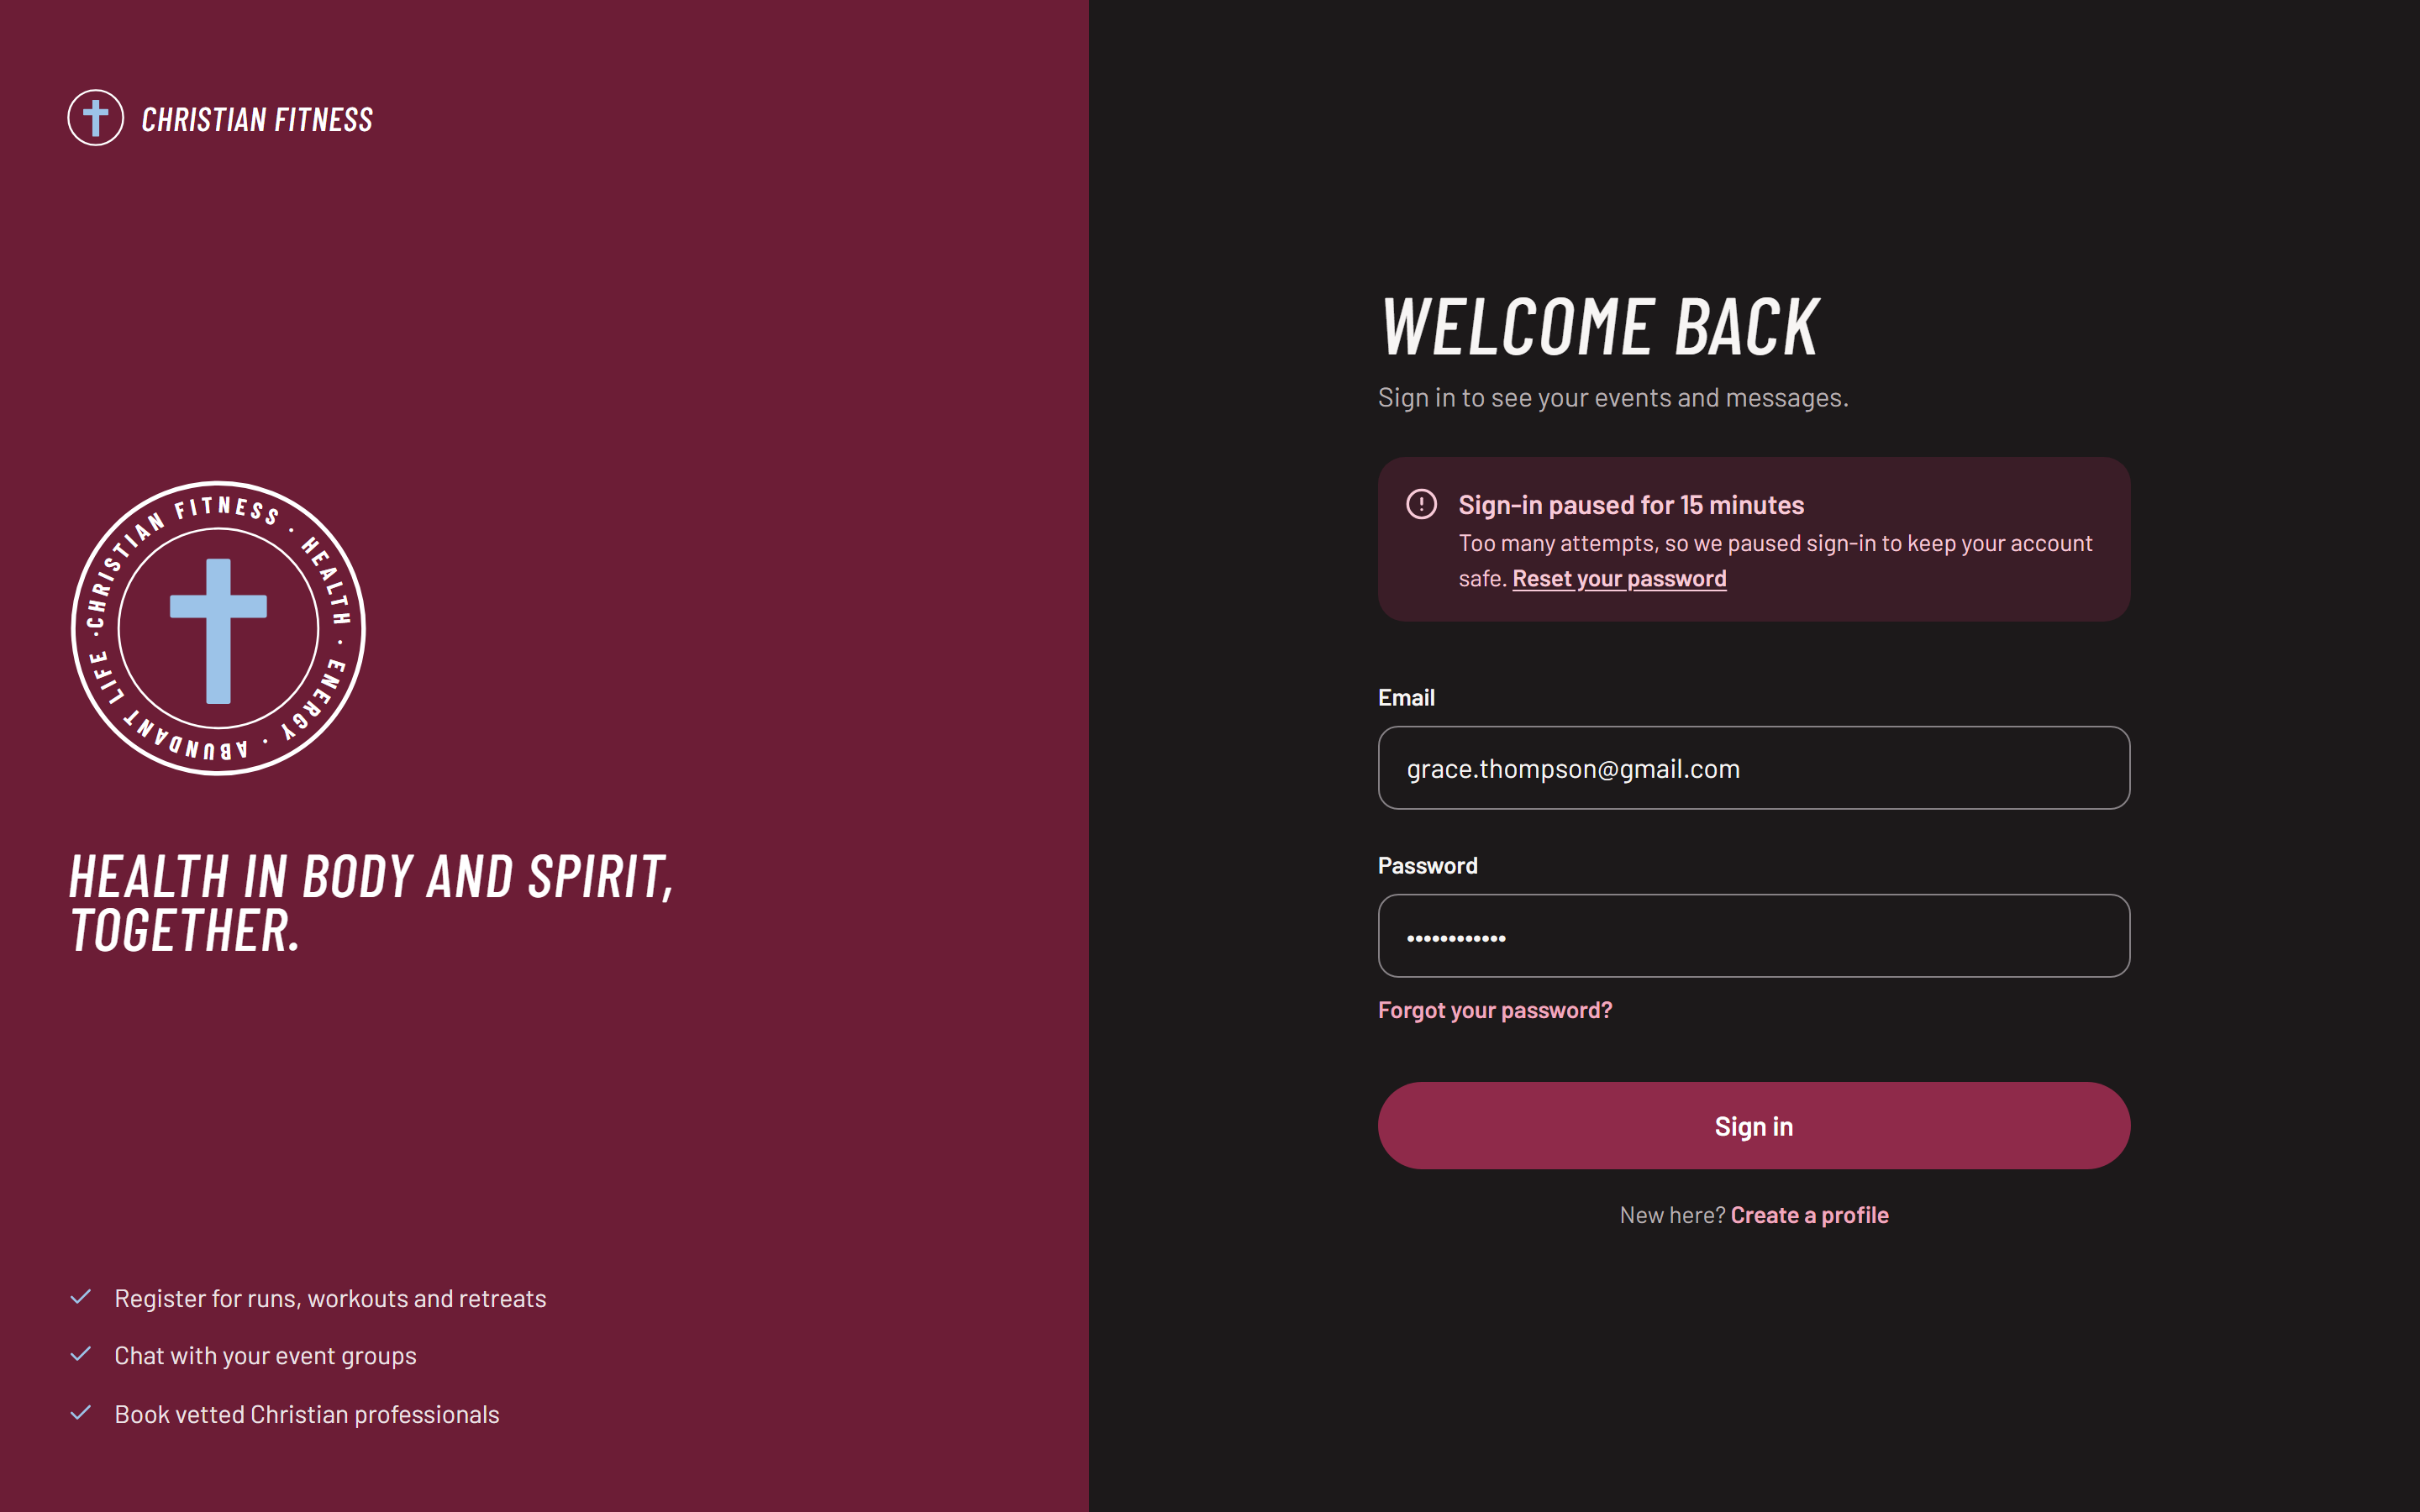 CHRISTIAN FITNESS
CHRISTIAN FITNESS · HEALTH · ENERGY · ABUNDANT LIFE ·
HEALTH IN BODY AND SPIRIT,
TOGETHER.
Register for runs, workouts and retreats
Chat with your event groups
Book vetted Christian professionals
WELCOME BACK
Sign in to see your events and messages.
Sign-in paused for 15 minutes
Too many attempts, so we paused sign-in to keep your account
safe. Reset your password
Email
grace.thompson@gmail.com
Password
••••••••••••
Forgot your password?
Sign in
New here? Create a profile